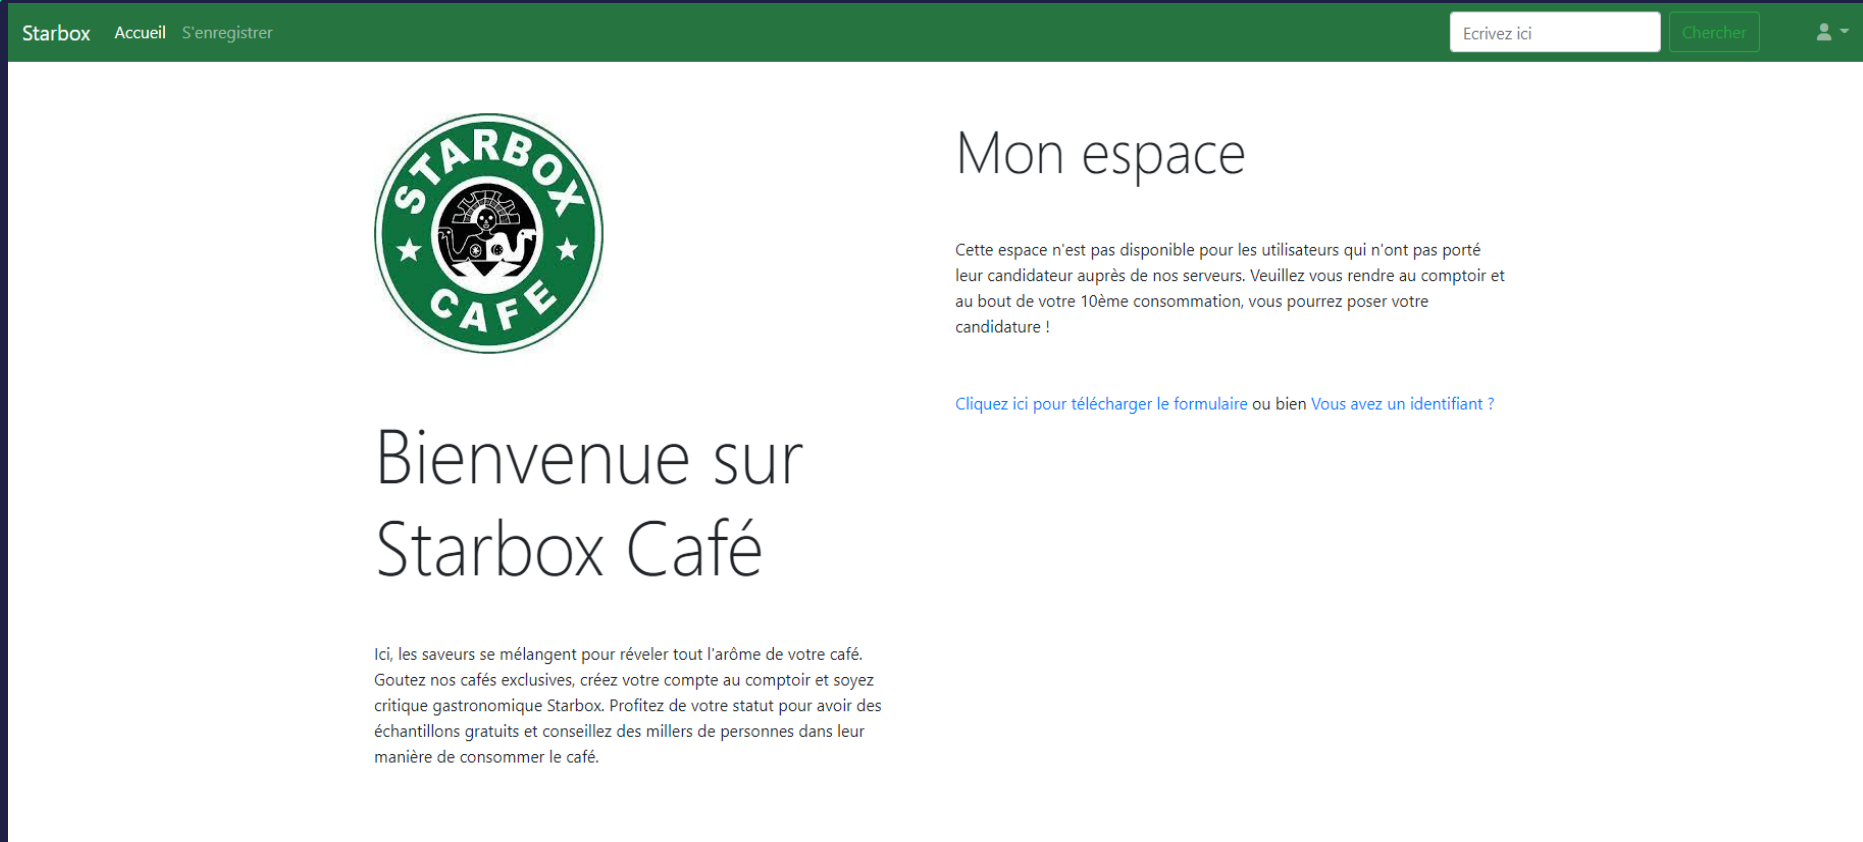 Starbox Accueil S'enregistrer Ecrivez ici Chercher
STARBOX
CAFE
Bienvenue sur
Starbox Café
Ici, les saveurs se mélangent pour réveler tout l'arôme de votre café.
Goutez nos cafés exclusives, créez votre compte au comptoir et soyez
critique gastronomique Starbox. Profitez de votre statut pour avoir des
échantillons gratuits et conseillez des millers de personnes dans leur
manière de consommer le café.
Mon espace
Cette espace n'est pas disponible pour les utilisateurs qui n'ont pas porté
leur candidateur auprès de nos serveurs. Veuillez vous rendre au comptoir et
au bout de votre 10ème consommation, vous pourrez poser votre
candidature !
Cliquez ici pour télécharger le formulaire ou bien Vous avez un identifiant ?